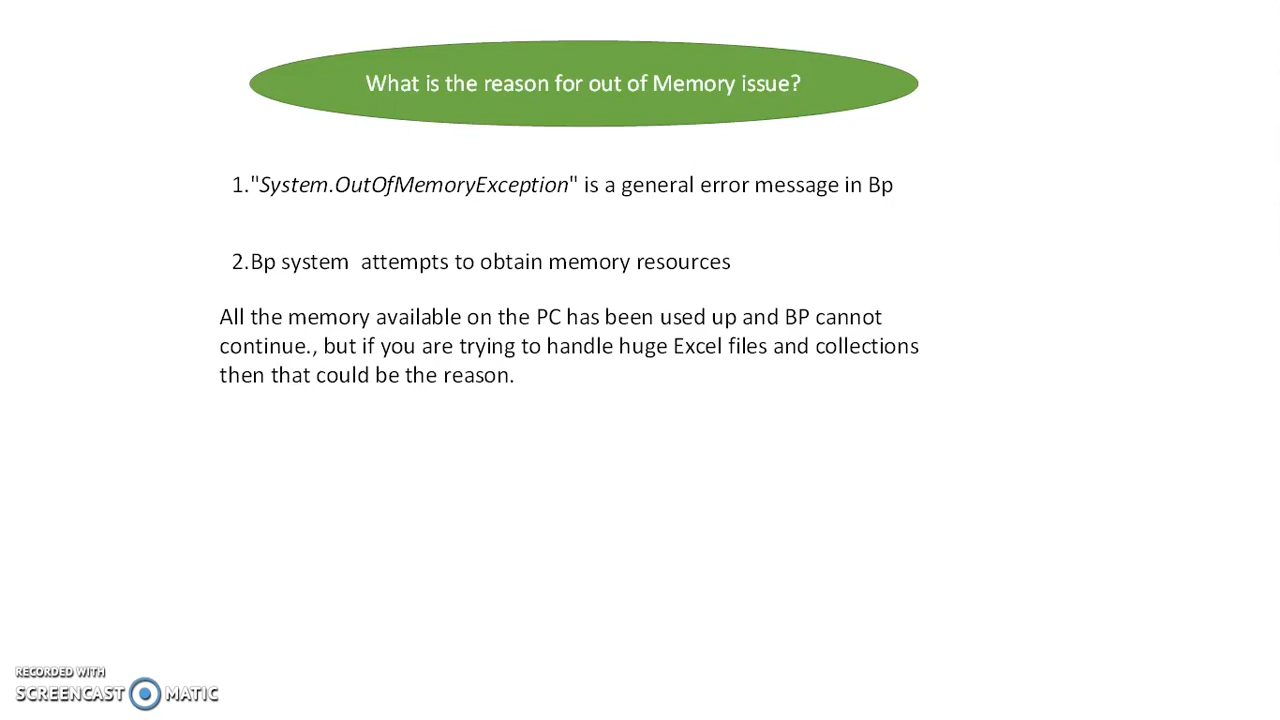 What is the reason for out of Memory issue?
1."System.OutOfMemoryException" is a general error message in Bp
2.Bp system  attempts to obtain memory resources
All the memory available on the PC has been used up and BP cannot
continue., but if you are trying to handle huge Excel files and collections
then that could be the reason.
RECORDED WITH
SCREENCAST MATIC